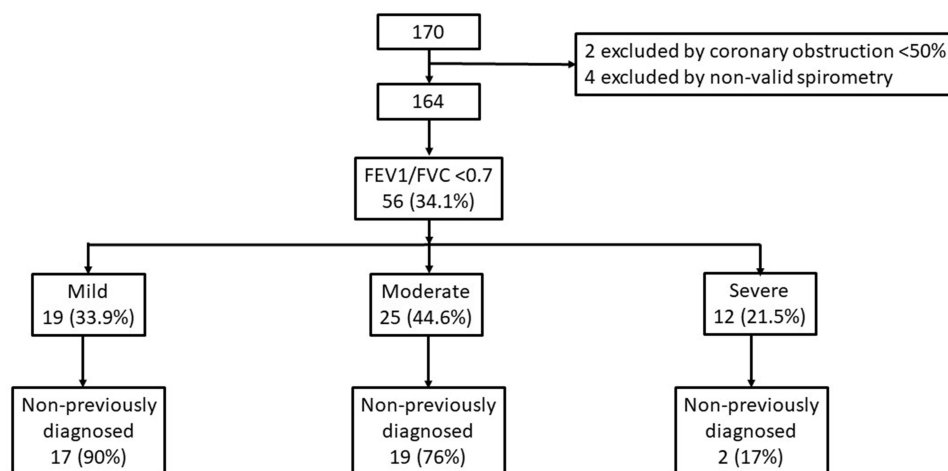 170
2 excluded by coronary obstruction <50%
4 excluded by non-valid spirometry
164
FEV1/FVC <0.7
56 (34.1%)
Mild
19 (33.9%)
Moderate
25 (44.6%)
Severe
12 (21.5%)
Non-previously
diagnosed
17 (90%)
Non-previously
diagnosed
19 (76%)
Non-previously
diagnosed
2 (17%)